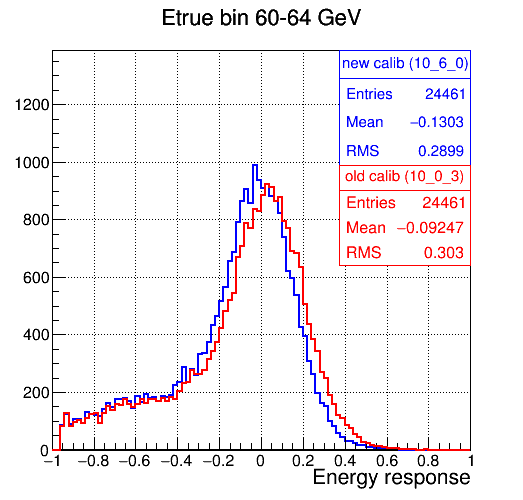 Etrue bin 60-64 GeV
new calib (10_6_0)
Entries 24461
Mean −0.1303
RMS 0.2899
old calib (10_0_3)
Entries 24461
Mean −0.09247
RMS 0.303
1200
1000
800
600
400
200
0
−1 −0.8 −0.6 −0.4 −0.2 0 0.2 0.4 0.6 0.8 1
Energy response